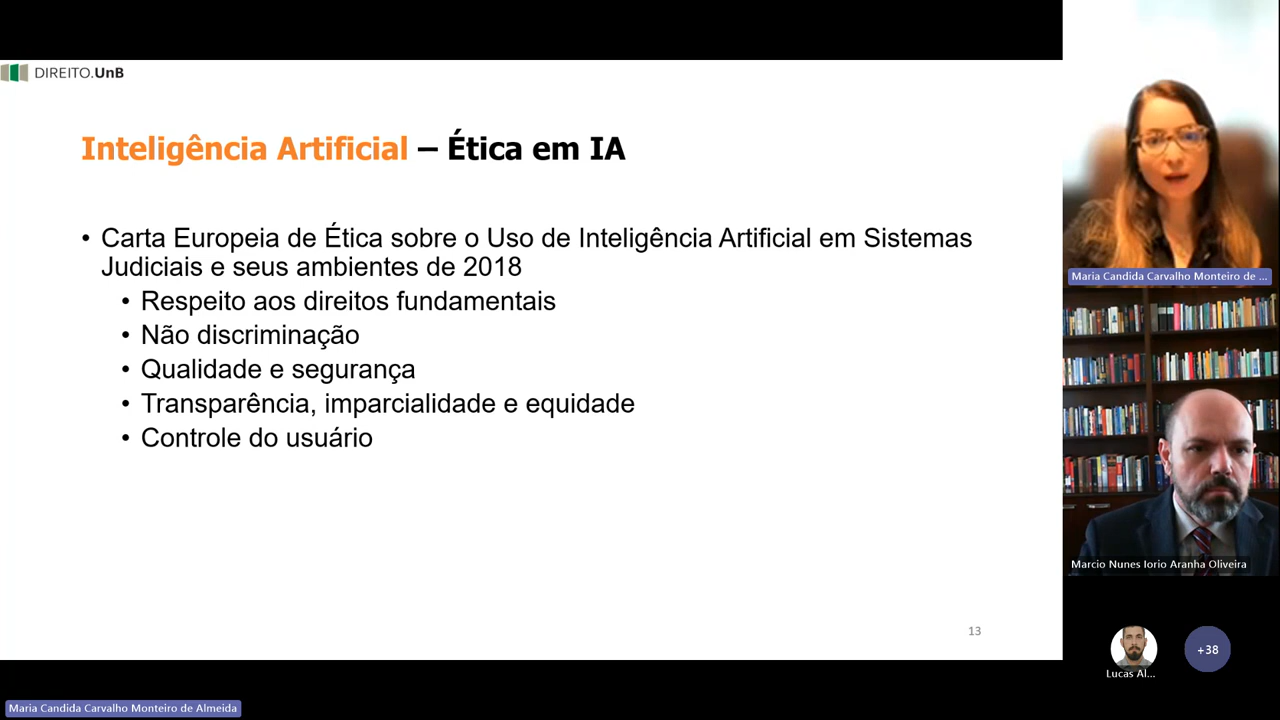 DIREITO.UnB
Inteligência Artificial – Ética em IA
• Carta Europeia de Ética sobre o Uso de Inteligência Artificial em Sistemas
Judiciais e seus ambientes de 2018
• Respeito aos direitos fundamentais
• Não discriminação
• Qualidade e segurança
• Transparência, imparcialidade e equidade
• Controle do usuário
13
Maria Candida Carvalho Monteiro de ...
Marcio Nunes Iorio Aranha Oliveira
+38
Lucas Al...
Maria Candida Carvalho Monteiro de Almeida